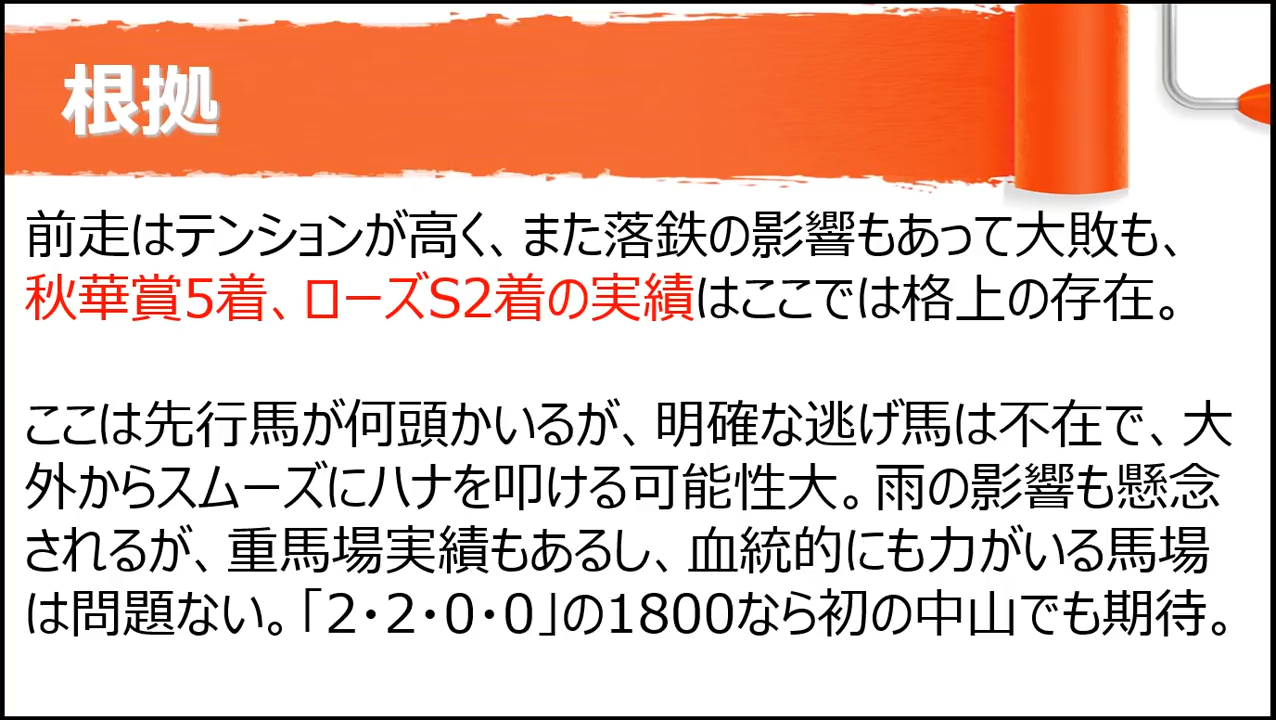 根拠
前走はテンションが高く、また落鉄の影響もあって大敗も、
秋華賞5着、ローズS2着の実績はここでは格上の存在。
ここは先行馬が何頭かいるが、明確な逃げ馬は不在で、大
外からスムーズにハナを叩ける可能性大。雨の影響も懸念
されるが、重馬場実績もあるし、血統的にも力がいる馬場
は問題ない。「2・2・0・0」の1800なら初の中山でも期待。